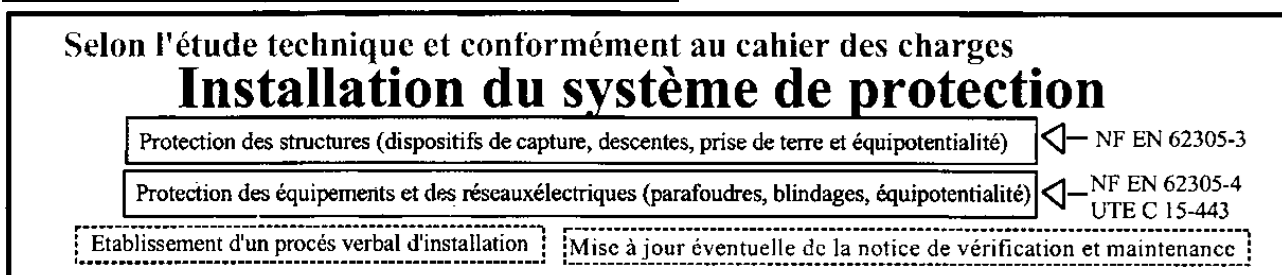 Selon l'étude technique et conformément au cahier des charges
Installation du système de protection
Protection des structures (dispositifs de capture, descentes, prise de terre et équipotentialité)
NF EN 62305-3
Protection des équipements et des réseauxélectriques (parafoudres, blindages, équipotentialité)
NF EN 62305-4
UTE C 15-443
Etablissement d'un procés verbal d'installation
Mise à jour éventuelle de la notice de vérification et maintenance